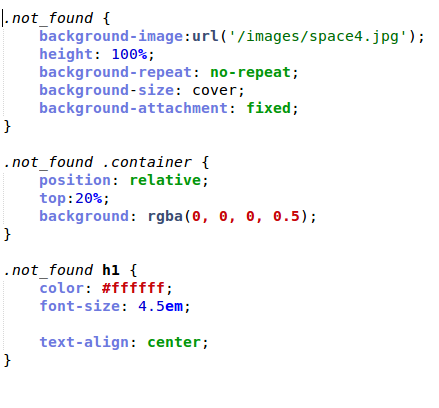 .not_found {
    background-image:url('/images/space4.jpg');
    height: 100%;
    background-repeat: no-repeat;
    background-size: cover;
    background-attachment: fixed;
}

.not_found .container {
    position: relative;
    top:20%;
    background: rgba(0, 0, 0, 0.5);
}

.not_found h1 {
    color: #ffffff;
    font-size: 4.5em;

    text-align: center;
}